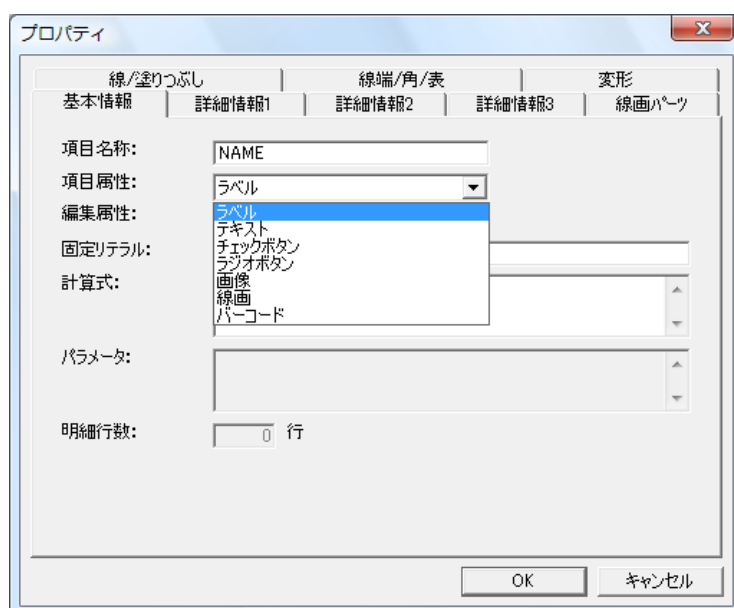 プロパティ
線/塗りつぶし 線端/角/表 変形
基本情報 詳細情報1 詳細情報2 詳細情報3 線画パーツ
項目名称: NAME
項目属性: ラベル
編集属性: ラベル
テキスト
固定リテラル: チェックボタン
ラジオボタン
計算式: 画像
線画
バーコード
パラメータ:
明細行数: 0 行
OK キャンセル